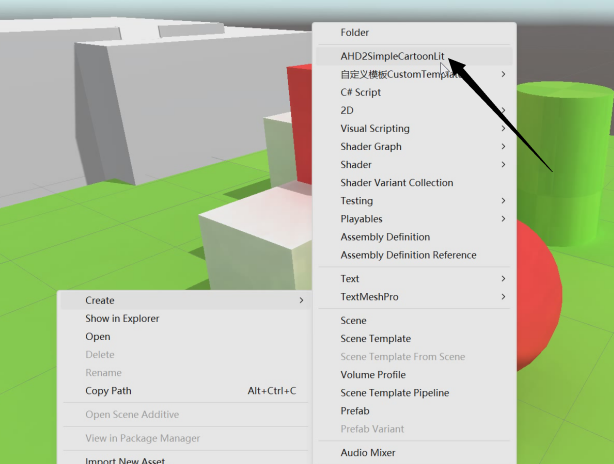 Folder
AHD2SimpleCartoonLit
自定义模板CustomTempla
C# Script
2D
Visual Scripting
Shader Graph
Shader
Shader Variant Collection
Testing
Playables
Assembly Definition
Assembly Definition Reference
Text
TextMeshPro
Scene
Scene Template
Scene Template From Scene
Volume Profile
Scene Template Pipeline
Prefab
Prefab Variant
Audio Mixer
Create
Show in Explorer
Open
Delete
Rename
Copy Path Alt+Ctrl+C
Open Scene Additive
View in Package Manager
Import New Asset